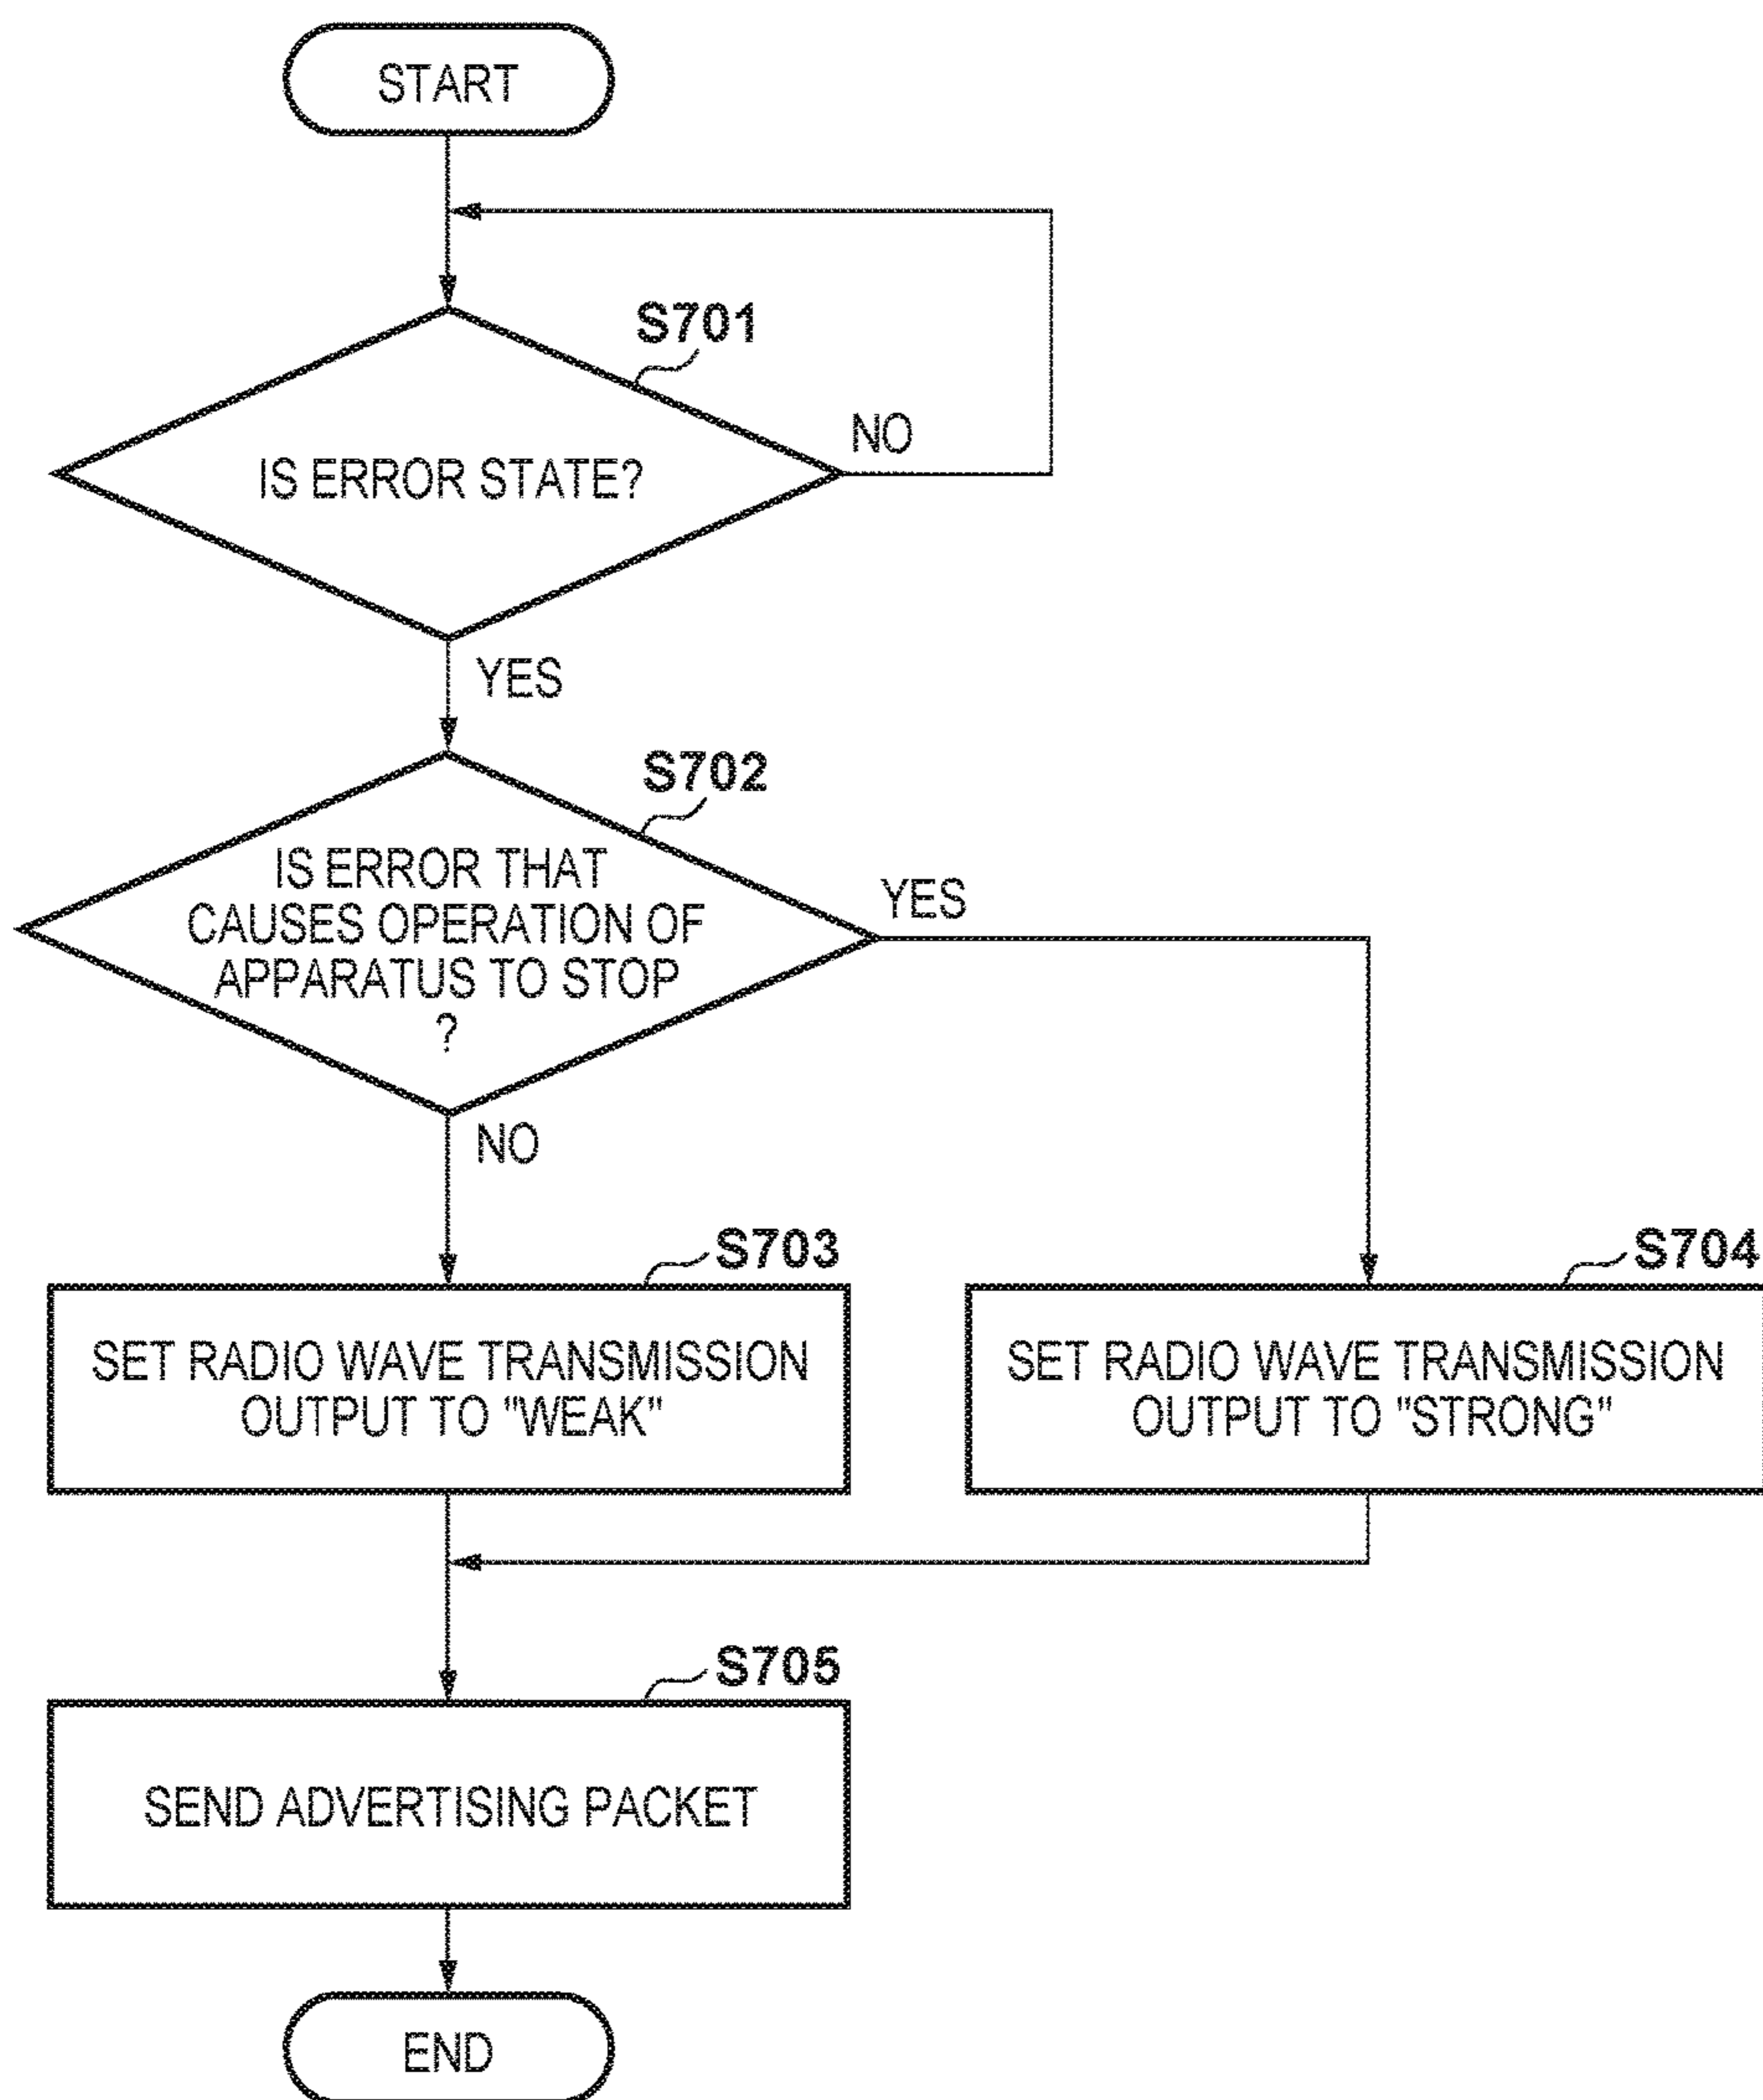 START
S701
NO
IS ERROR STATE?
YES
S702
IS ERROR THAT
CAUSES OPERATION OF
APPARATUS TO STOP
?
YES
NO
S703
S704
SET RADIO WAVE TRANSMISSION
OUTPUT TO "WEAK"
SET RADIO WAVE TRANSMISSION
OUTPUT TO "STRONG"
S705
SEND ADVERTISING PACKET
END